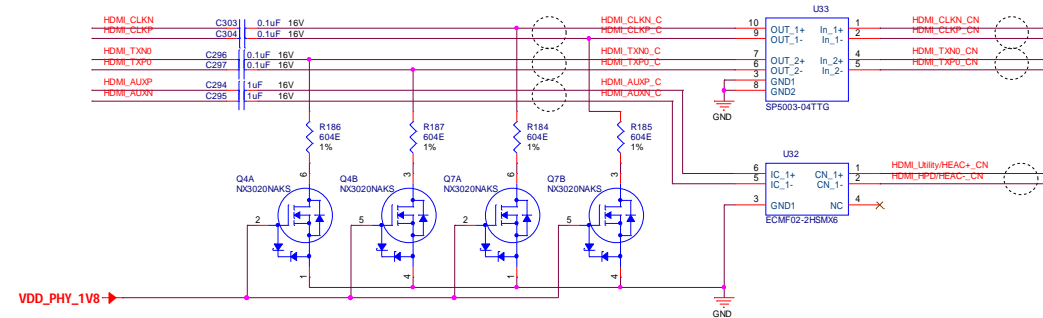 U33
HDMI_CLKN C303 0.1uF 16V HDMI_CLKN_C 10 OUT_1+ In_1+ 1 HDMI_CLKN_CN
HDMI_CLKP C304 0.1uF 16V HDMI_CLKP_C 9 OUT_1- In_1- 2 HDMI_CLKP_CN
HDMI_TXN0 C296 0.1uF 16V HDMI_TXN0_C 7 OUT_2+ In_2+ 4 HDMI_TXN0_CN
HDMI_TXP0 C297 0.1uF 16V HDMI_TXP0_C 6 OUT_2- In_2- 5 HDMI_TXP0_CN
HDMI_AUXP C294 1uF 16V HDMI_AUXP_C 3 GND1
HDMI_AUXN C295 1uF 16V HDMI_AUXN_C 8 GND2
SP5003-04TTG
GND
R186 R187 R184 R185
604E 604E 604E 604E
1% 1% 1% 1%
U32
6 IC_1+ CN_1+ 1 HDMI_Utility/HEAC+_CN
5 IC_1- CN_1- 2 HDMI_HPD/HEAC-_CN
3 GND1 NC 4
ECMF02-2HSMX6
Q4A 6 Q4B 3 Q7A 6 Q7B 3
NX3020NAKS NX3020NAKS NX3020NAKS NX3020NAKS
2 5 2 5
1 4 1 4
VDD_PHY_1V8
GND